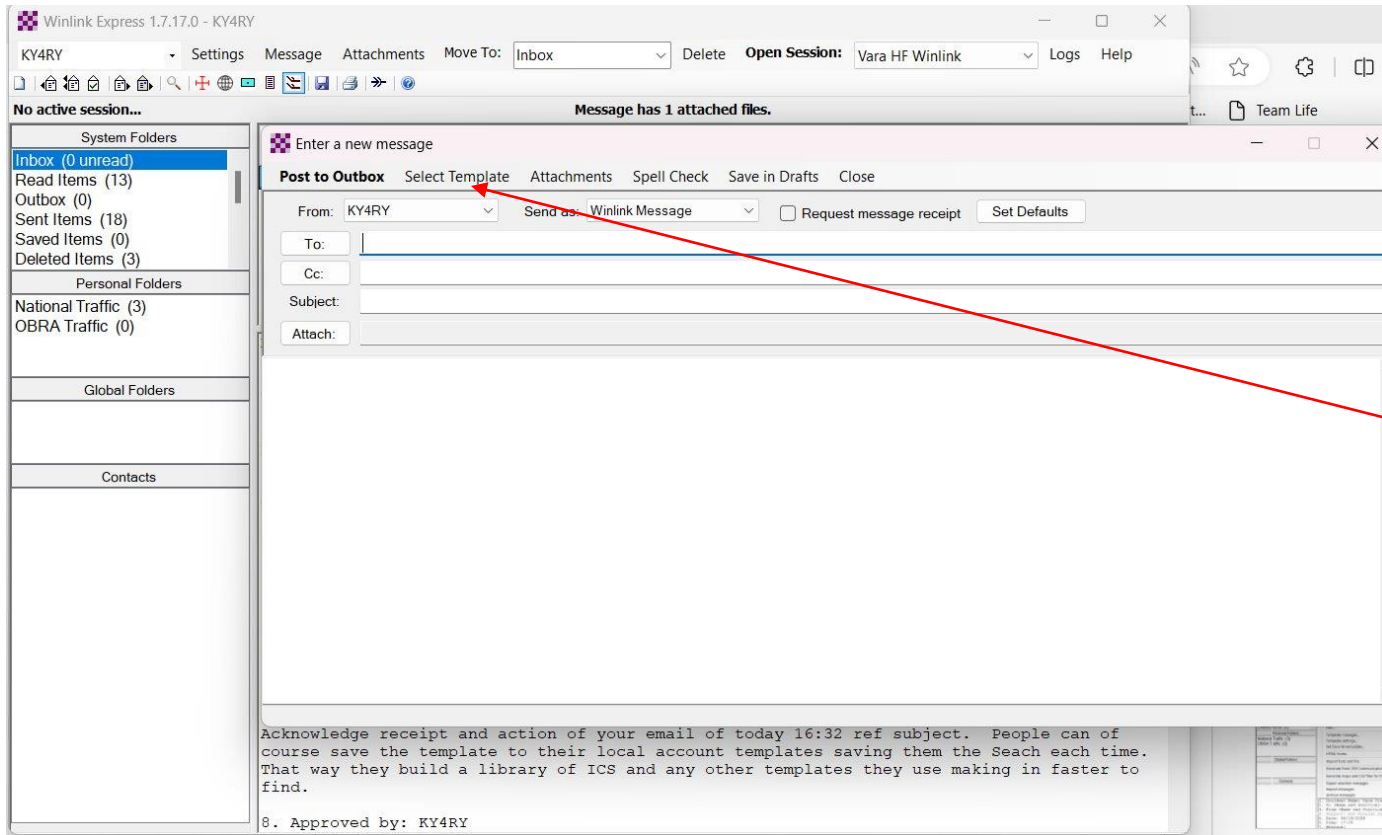 Winlink Express 1.7.17.0 - KY4RY
KY4RY Settings Message Attachments Move To: Inbox Delete Open Session: Vara HF Winlink Logs Help
No active session... Message has 1 attached files.
t... Team Life
System Folders
Inbox (0 unread)
Read Items (13)
Outbox (0)
Sent Items (18)
Saved Items (0)
Deleted Items (3)
Personal Folders
National Traffic (3)
OBRA Traffic (0)
Global Folders
Contacts
Enter a new message
Post to Outbox Select Template Attachments Spell Check Save in Drafts Close
From: KY4RY Send as: Winlink Message Request message receipt Set Defaults
To:
Cc:
Subject:
Attach:
Acknowledge receipt and action of your email of today 16:32 ref subject. People can of
course save the template to their local account templates saving them the Seach each time.
That way they build a library of ICS and any other templates they use making in faster to
find.
8. Approved by: KY4RY